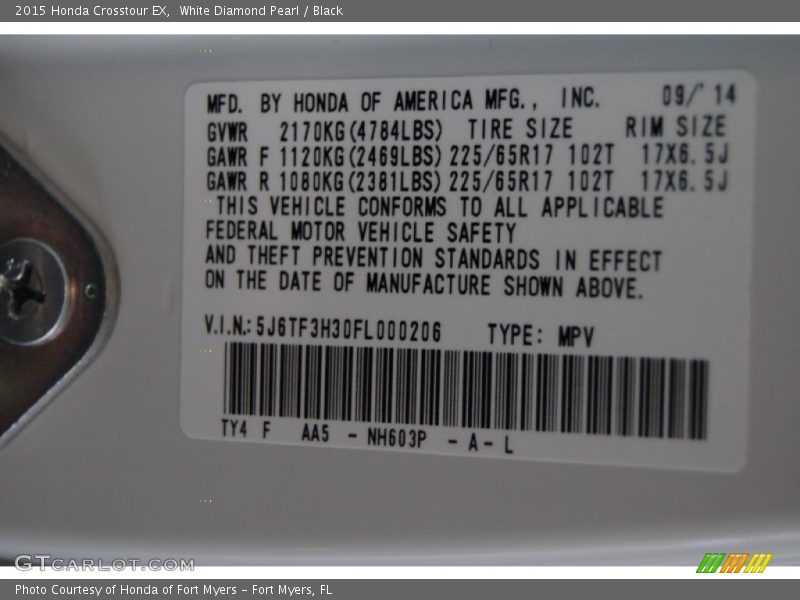 2015 Honda Crosstour EX, White Diamond Pearl / Black
MFD. BY HONDA OF AMERICA MFG., INC. 09/'14
GVWR 2170KG(4784LBS) TIRE SIZE RIM SIZE
GAWR F 1120KG(2469LBS) 225/65R17 102T 17X6.5J
GAWR R 1080KG(2381LBS) 225/65R17 102T 17X6.5J
THIS VEHICLE CONFORMS TO ALL APPLICABLE
FEDERAL MOTOR VEHICLE SAFETY
AND THEFT PREVENTION STANDARDS IN EFFECT
ON THE DATE OF MANUFACTURE SHOWN ABOVE.
V.I.N.: 5J6TF3H30FL000206 TYPE: MPV
TY4 F AA5 - NH603P - A - L
GTCARLOT.COM
Photo Courtesy of Honda of Fort Myers - Fort Myers, FL